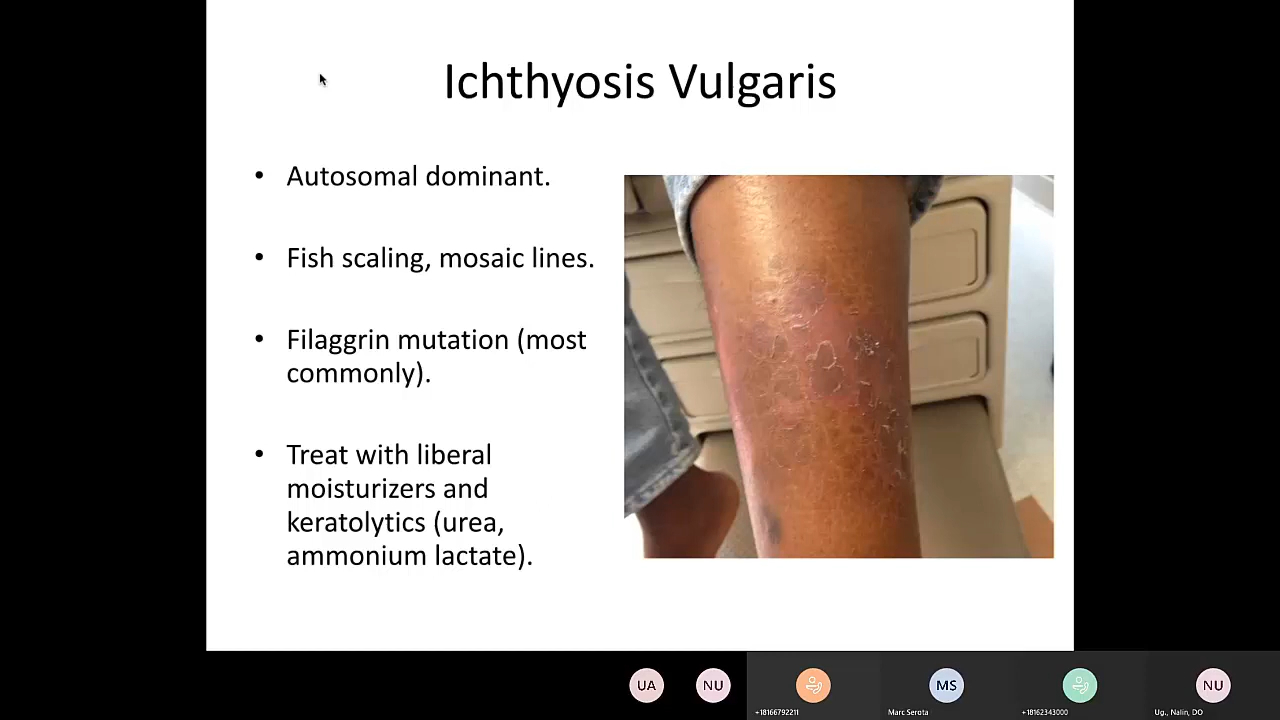 Ichthyosis Vulgaris
• Autosomal dominant.
• Fish scaling, mosaic lines.
• Filaggrin mutation (most
commonly).
• Treat with liberal
moisturizers and
keratolytics (urea,
ammonium lactate).
UA
NU
MS
NU
+18166792211
Marc Serota
+18162343000
Ug., Nalin, DO